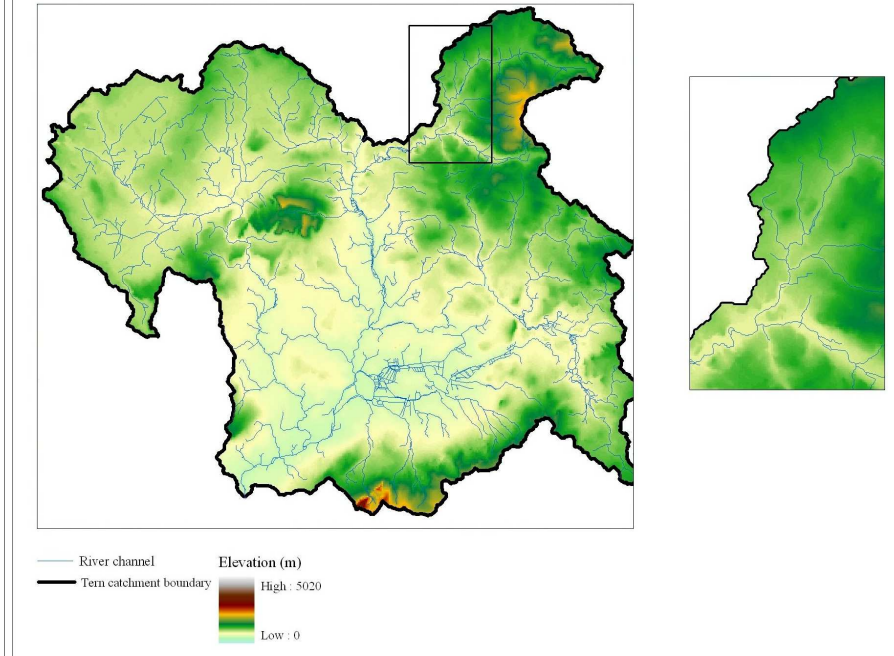 River channel
Tern catchment boundary
Elevation (m)
High : 5020
Low : 0